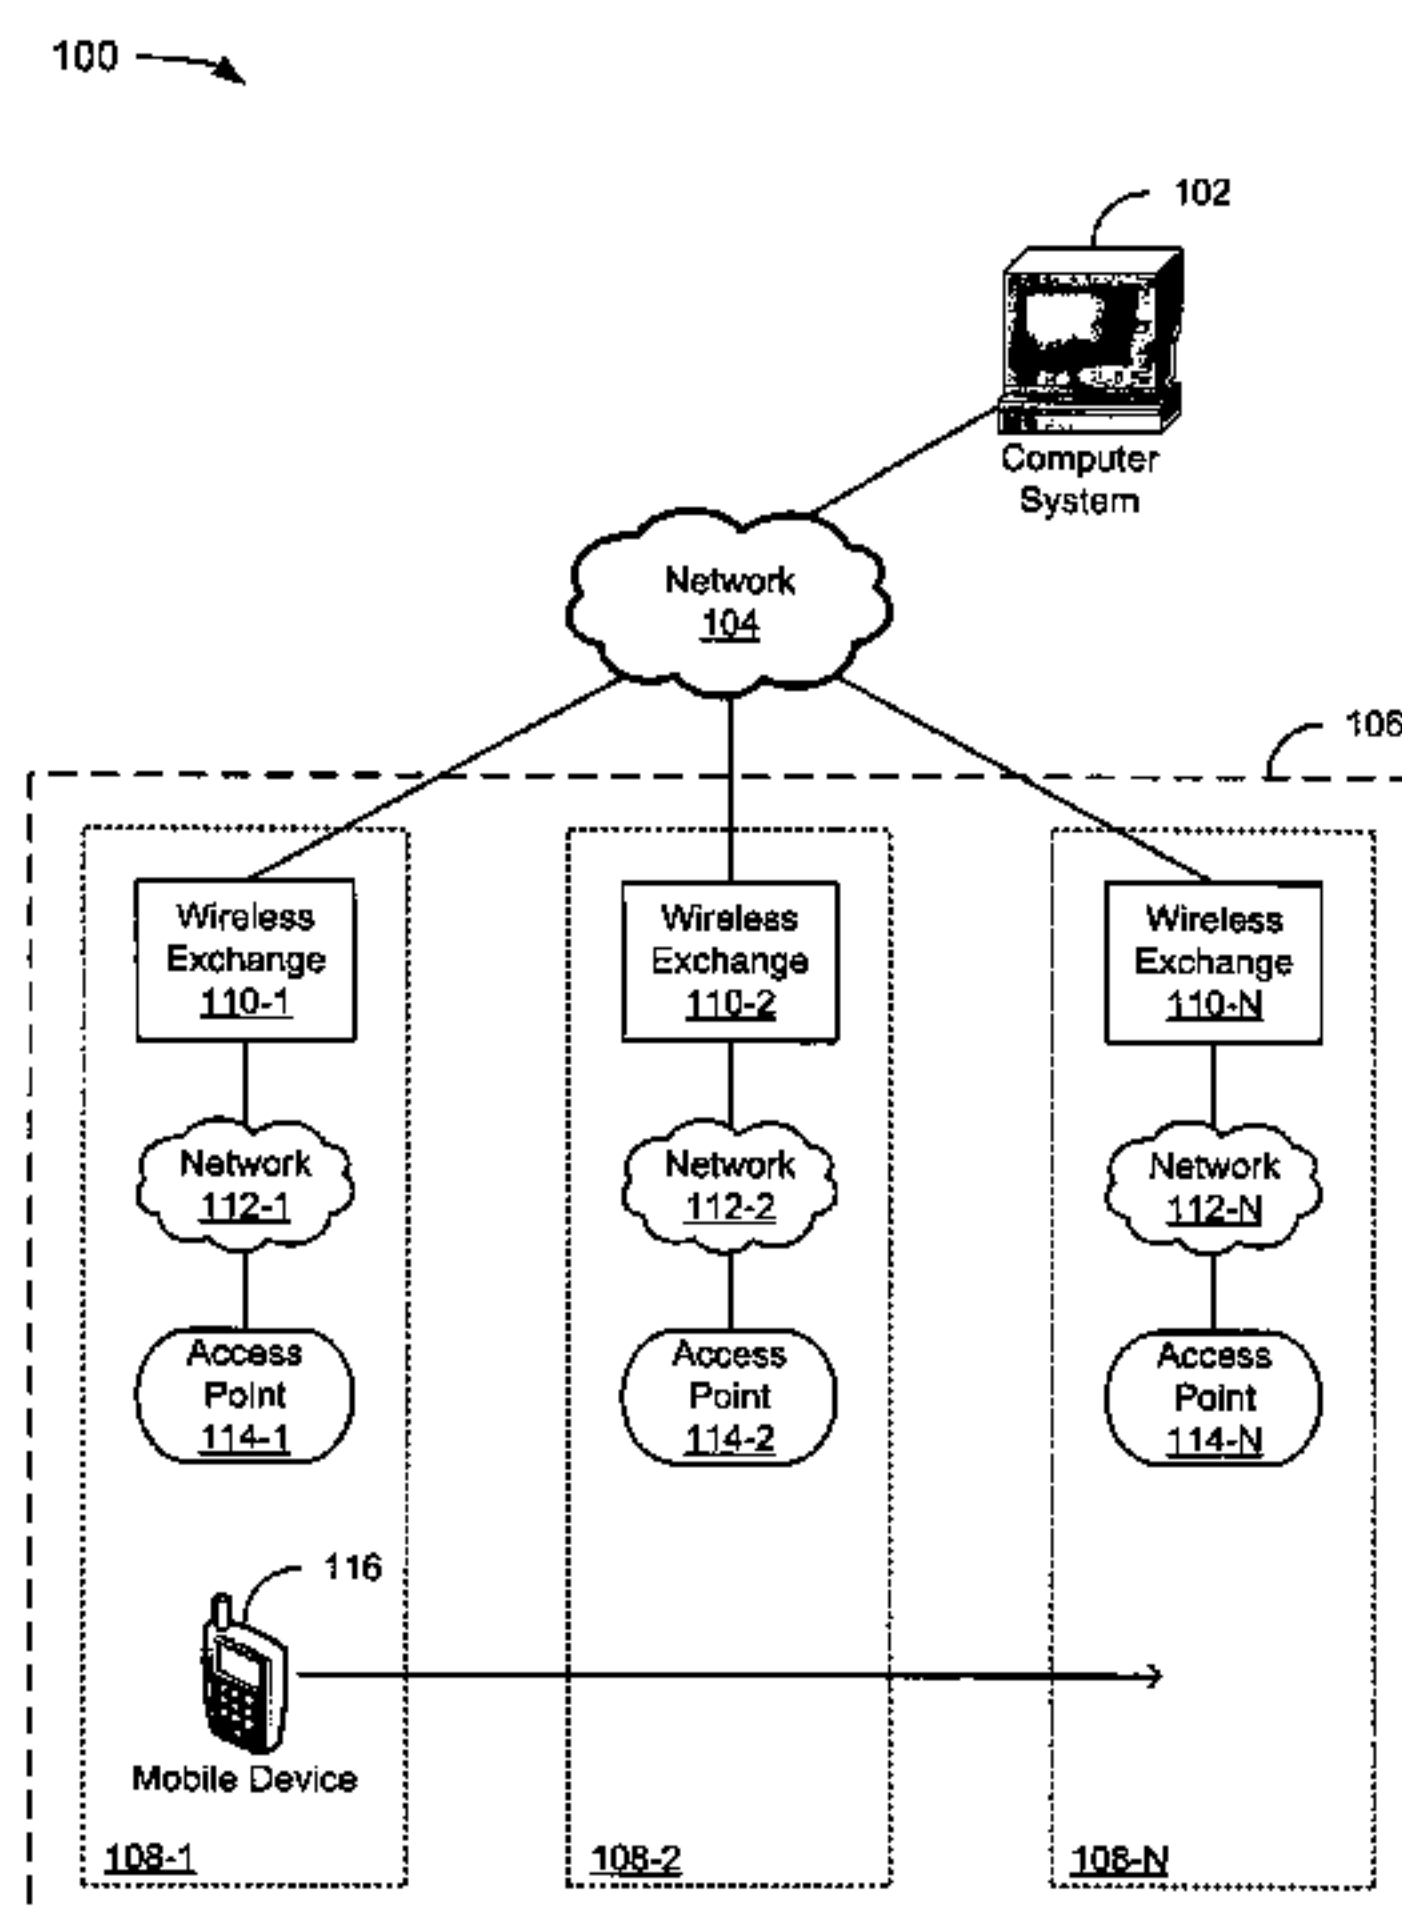 100
102
Computer
System
Network
104
106
Wireless
Exchange
110-1
Wireless
Exchange
110-2
Wireless
Exchange
110-N
Network
112-1
Network
112-2
Network
112-N
Access
Point
114-1
Access
Point
114-2
Access
Point
114-N
116
Mobile Device
108-1
108-2
108-N